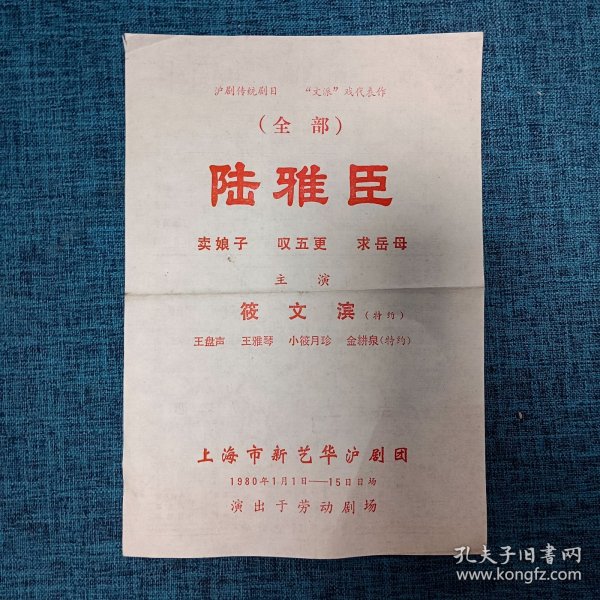 沪剧传统剧目 “文派”戏代表作
(全部)
陆雅臣
卖娘子 叹五更 求岳母
主演
筱文滨(特约)
王盘声 王雅琴 小筱月珍 金耕泉(特约)
上海市新艺华沪剧团
1980年1月1日——15日日场
演出于劳动剧场
孔夫子旧书网
www.kongfz.com